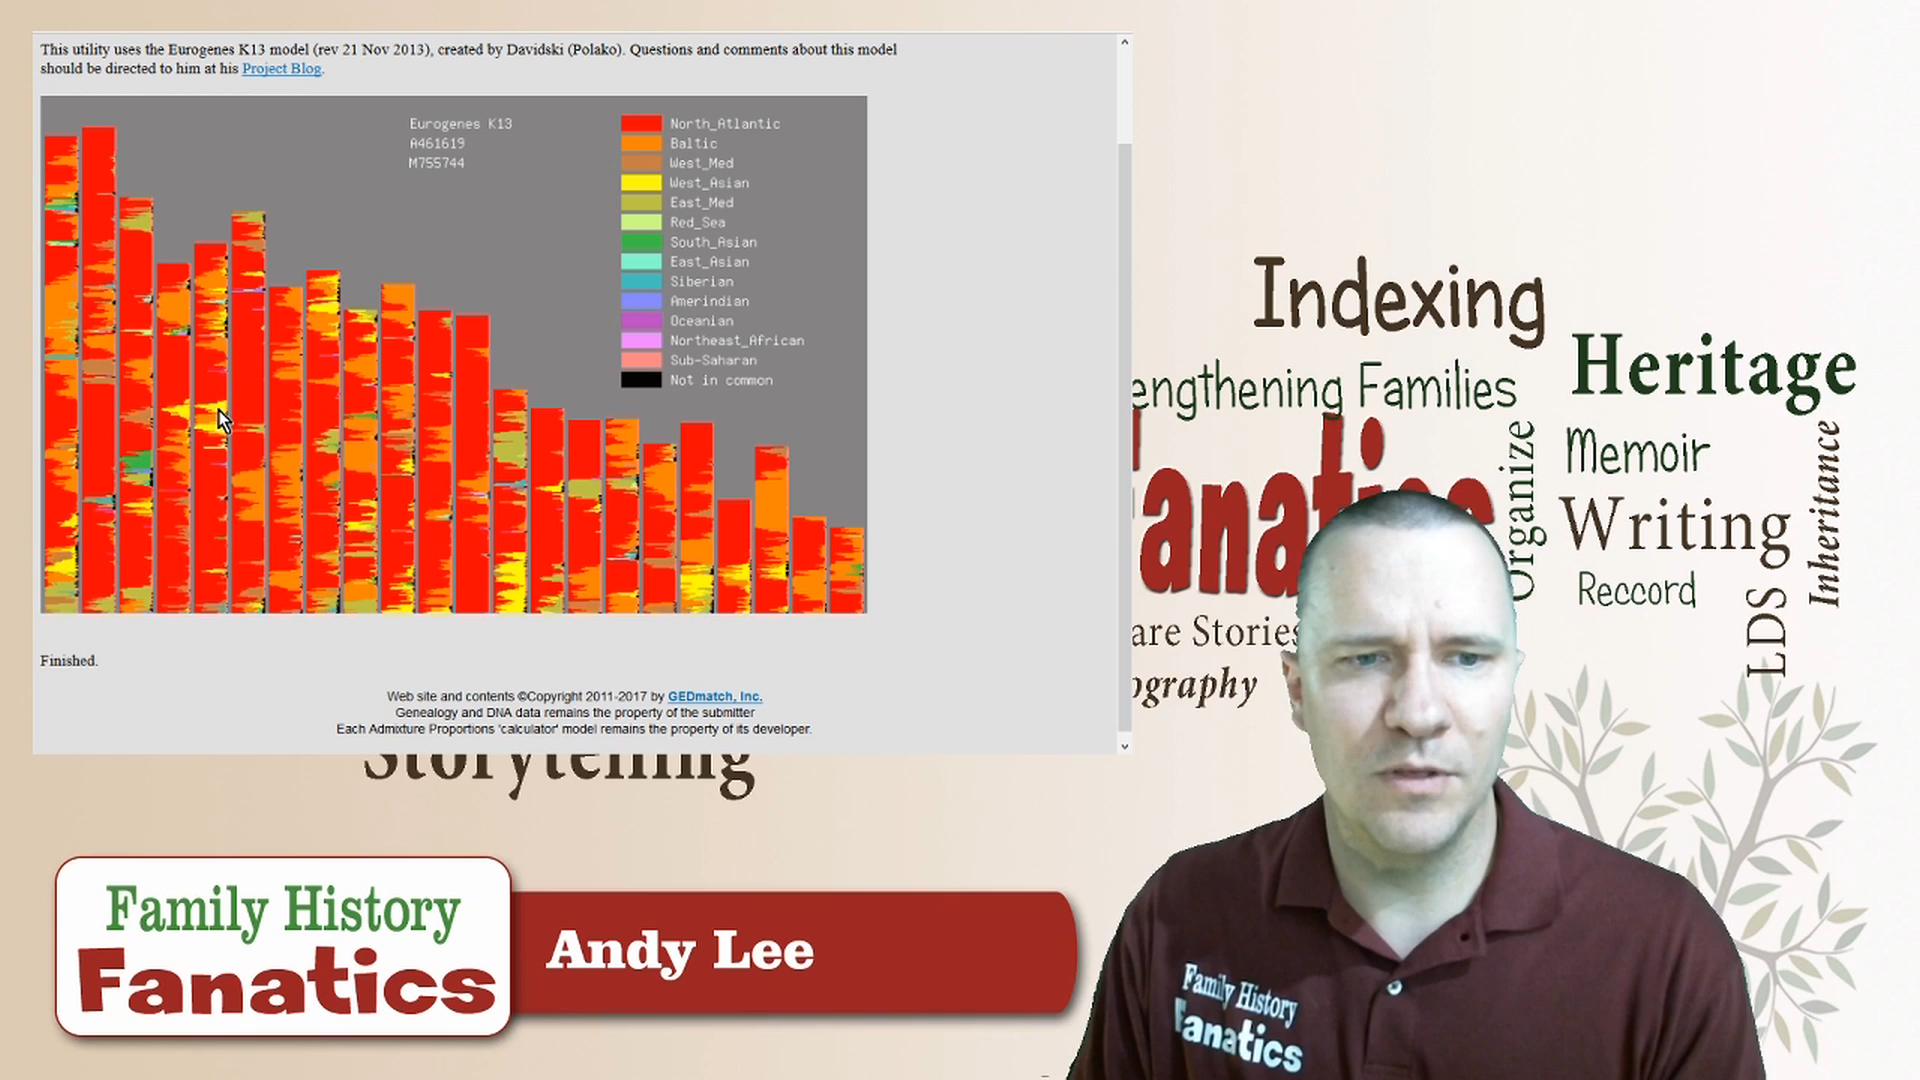 This utility uses the Eurogenes K13 model (rev 21 Nov 2013), created by Davidski (Polako). Questions and comments about this model
should be directed to him at his Project Blog.
Eurogenes K13
A461619
M755744
North_Atlantic
Baltic
West_Med
West_Asian
East_Med
Red_Sea
South_Asian
East_Asian
Siberian
Amerindian
Oceanian
Northeast_African
Sub-Saharan
Not in common
Finished.
Web site and contents ©Copyright 2011-2017 by GEDmatch, Inc.
Genealogy and DNA data remains the property of the submitter
Each Admixture Proportions 'calculator' model remains the property of its developer.
Indexing
Heritage
engthening Families
Memoir
Organize
Inheritance
anatics
Writing
Reccord
LDS
are Stories
ography
Storytelling
Family History
Fanatics
Andy Lee
Family History
Fanatics